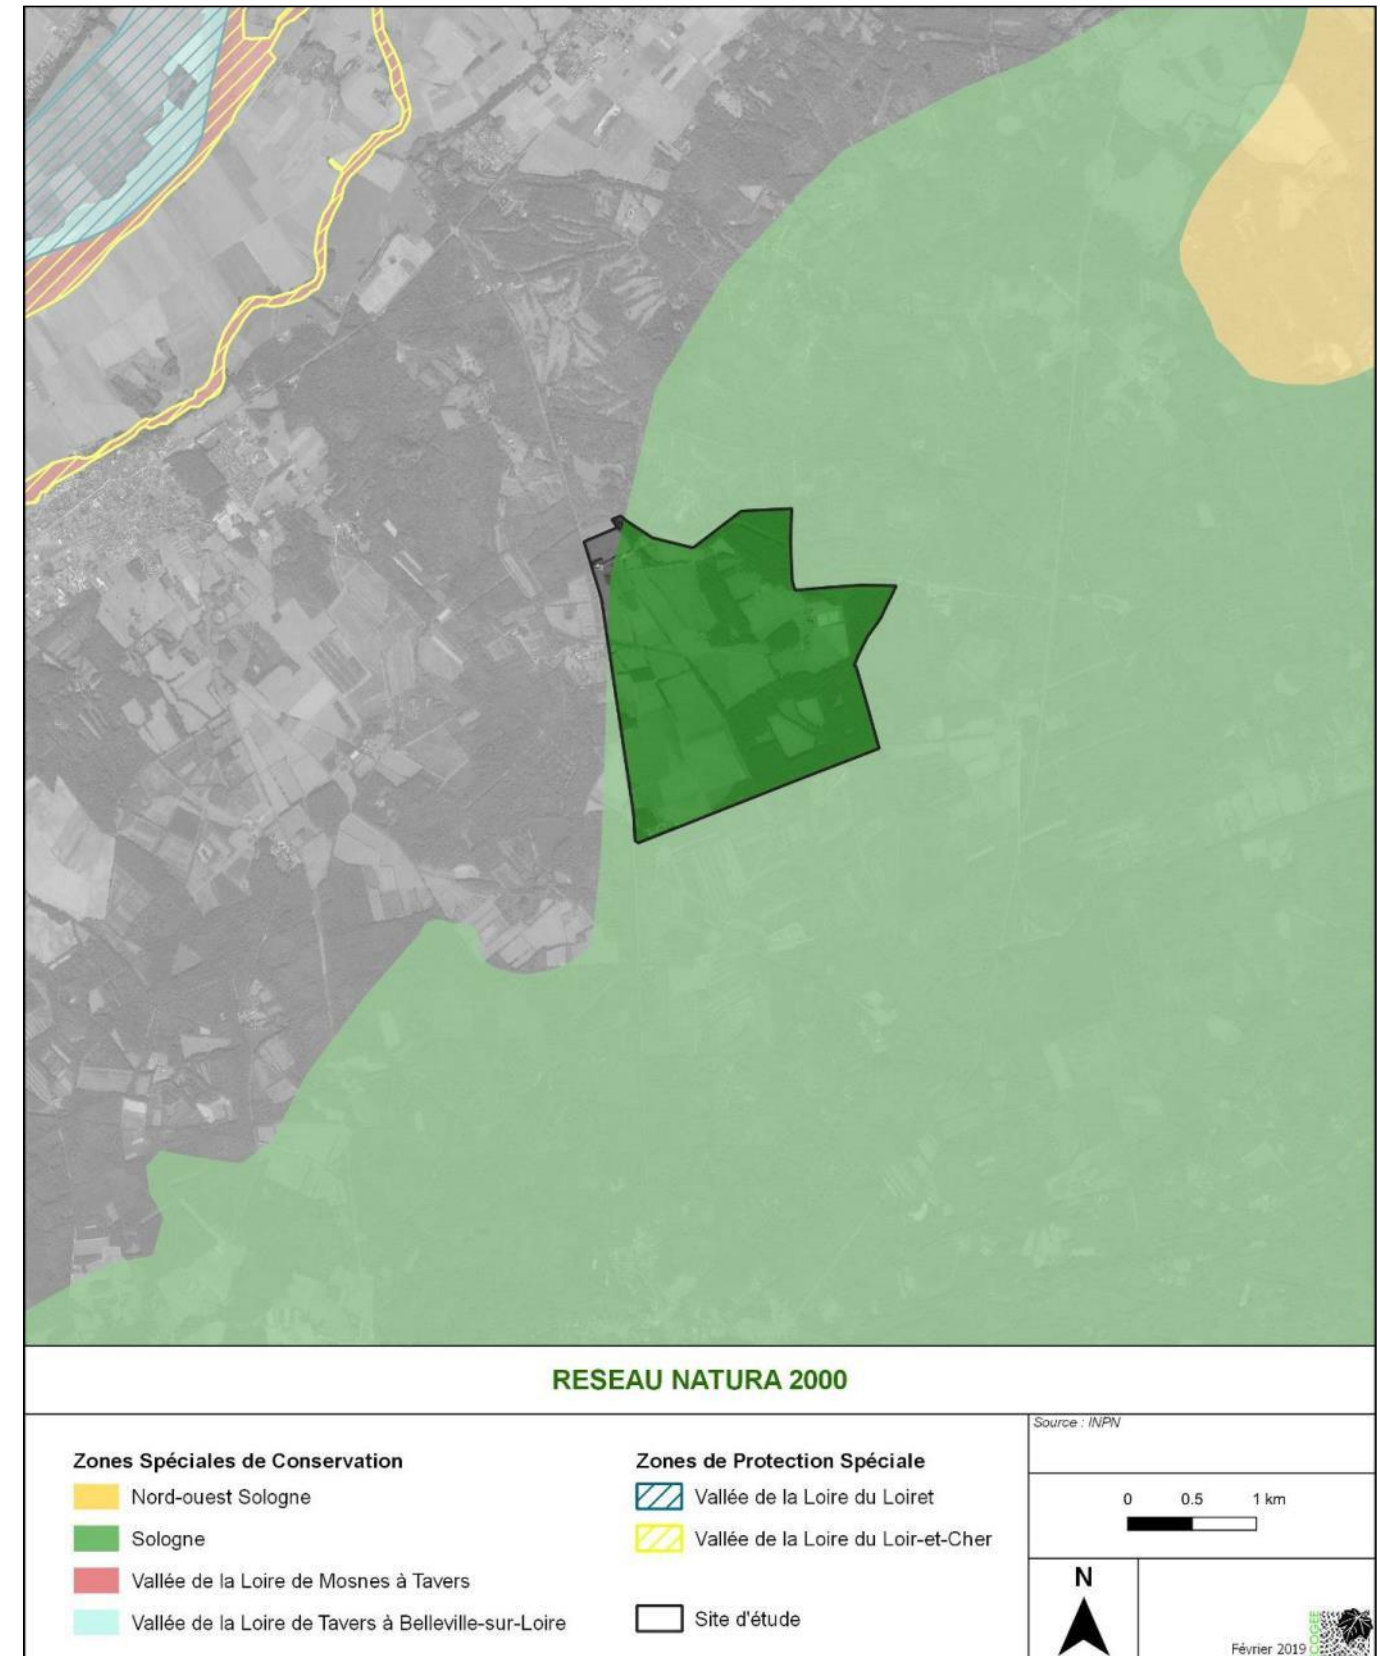 RESEAU NATURA 2000
Zones Spéciales de Conservation
Nord-ouest Sologne
Sologne
Vallée de la Loire de Mosnes à Tavers
Vallée de la Loire de Tavers à Belleville-sur-Loire
Zones de Protection Spéciale
Vallée de la Loire du Loiret
Vallée de la Loire du Loir-et-Cher
Site d'étude
Source : INPN
0 0.5 1 km
N
Février 2019
COGEE